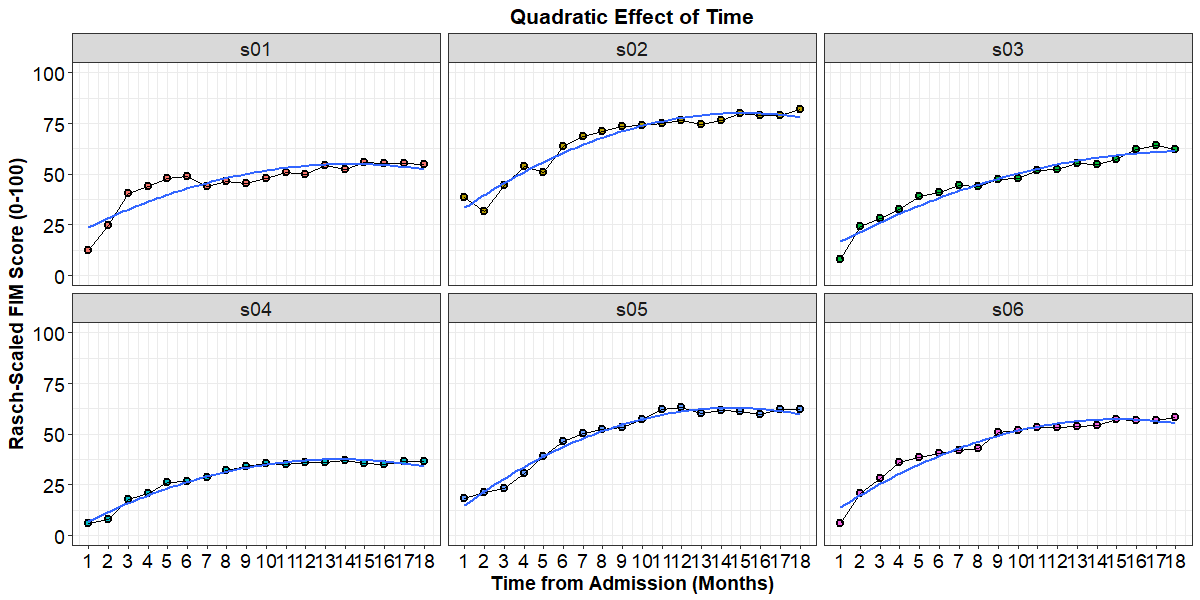 Quadratic Effect of Time
s01 s02 s03
100
75
50
25
0
s04 s05 s06
100
75
50
25
0
Rasch-Scaled FIM Score (0-100)
1 2 3 4 5 6 7 8 9 10 11 12 13 14 15 16 17 18 1 2 3 4 5 6 7 8 9 10 11 12 13 14 15 16 17 18 1 2 3 4 5 6 7 8 9 10 11 12 13 14 15 16 17 18
Time from Admission (Months)